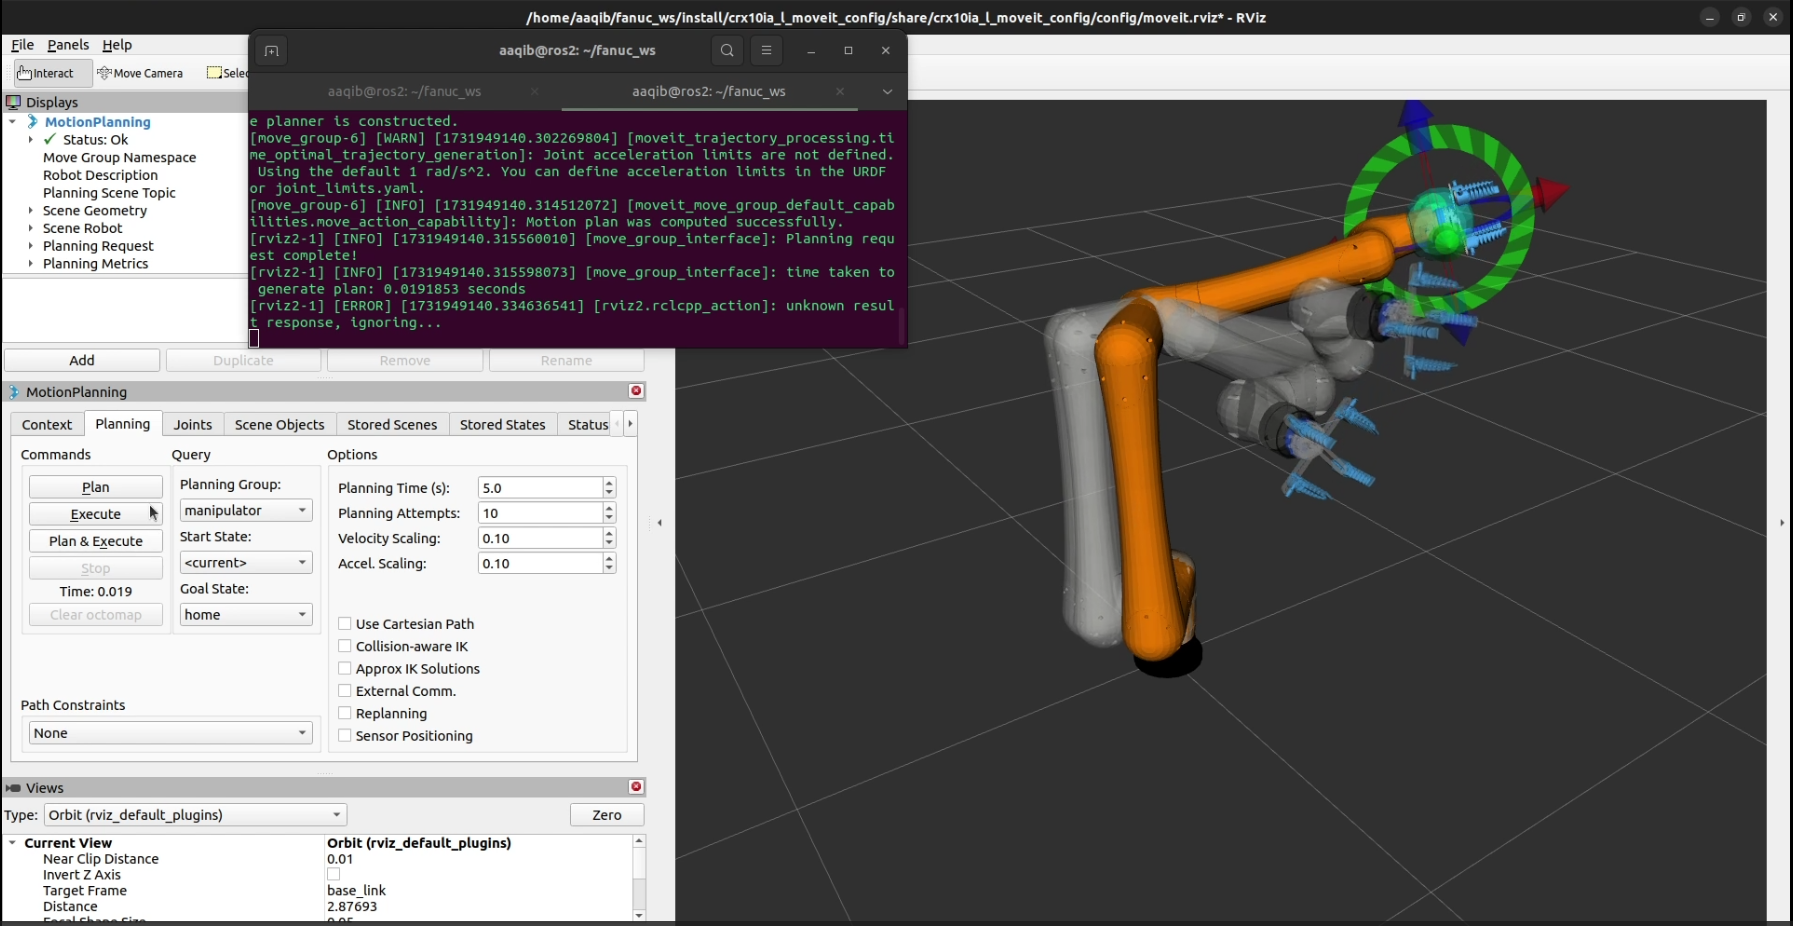 /home/aaqib/fanuc_ws/install/crx10ia_l_moveit_config/share/crx10ia_l_moveit_config/config/moveit.rviz* - RViz
File Panels Help
Interact Move Camera Selec
Displays
MotionPlanning
Status: Ok
Move Group Namespace
Robot Description
Planning Scene Topic
Scene Geometry
Scene Robot
Planning Request
Planning Metrics
aaqib@ros2: ~/fanuc_ws
aaqib@ros2: ~/fanuc_ws
aaqib@ros2: ~/fanuc_ws
e planner is constructed.
[move_group-6] [WARN] [1731949140.302269804] [moveit_trajectory_processing.ti
me_optimal_trajectory_generation]: Joint acceleration limits are not defined.
Using the default 1 rad/s^2. You can define acceleration limits in the URDF
or joint_limits.yaml.
[move_group-6] [INFO] [1731949140.314512072] [moveit_move_group_default_capab
ilities.move_action_capability]: Motion plan was computed successfully.
[rviz2-1] [INFO] [1731949140.315560010] [move_group_interface]: Planning requ
est complete!
[rviz2-1] [INFO] [1731949140.315598073] [move_group_interface]: time taken to
generate plan: 0.0191853 seconds
[rviz2-1] [ERROR] [1731949140.334636541] [rviz2.rclcpp_action]: unknown resul
t response, ignoring...
Add Duplicate Remove Rename
MotionPlanning
Context Planning Joints Scene Objects Stored Scenes Stored States Status
Commands
Plan
Execute
Plan & Execute
Stop
Time: 0.019
Clear octomap
Query
Planning Group:
manipulator
Start State:
<current>
Goal State:
home
Options
Planning Time (s): 5.0
Planning Attempts: 10
Velocity Scaling: 0.10
Accel. Scaling: 0.10
Use Cartesian Path
Collision-aware IK
Approx IK Solutions
External Comm.
Replanning
Sensor Positioning
Path Constraints
None
Views
Type: Orbit (rviz_default_plugins) Zero
Current View Orbit (rviz_default_plugins)
Near Clip Distance 0.01
Invert Z Axis
Target Frame base_link
Distance 2.87693